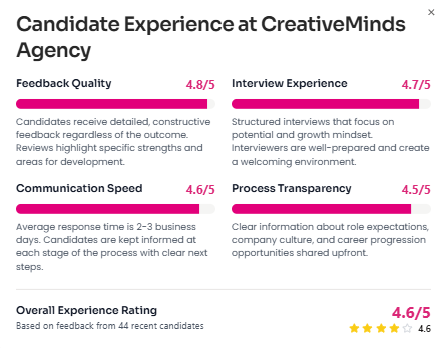 Candidate Experience at CreativeMinds
Agency
Feedback Quality 4.8/5
Candidates receive detailed, constructive
feedback regardless of the outcome.
Reviews highlight specific strengths and
areas for development.
Interview Experience 4.7/5
Structured interviews that focus on
potential and growth mindset.
Interviewers are well-prepared and create
a welcoming environment.
Communication Speed 4.6/5
Average response time is 2-3 business
days. Candidates are kept informed at
each stage of the process with clear next
steps.
Process Transparency 4.5/5
Clear information about role expectations,
company culture, and career progression
opportunities shared upfront.
Overall Experience Rating 4.6/5
Based on feedback from 44 recent candidates 4.6